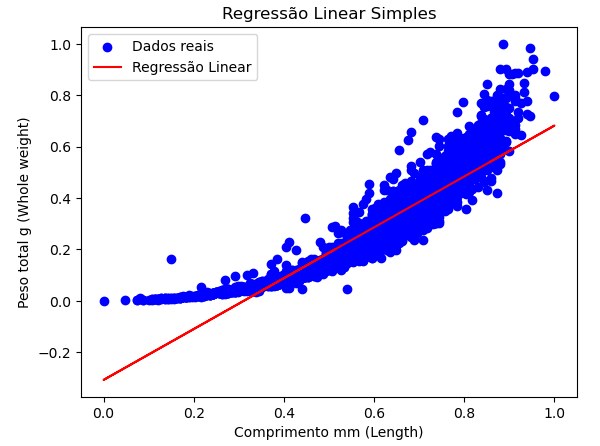 Regressão Linear Simples
Dados reais
Regressão Linear
1.0
0.8
0.6
0.4
0.2
0.0
−0.2
Peso total g (Whole weight)
0.0 0.2 0.4 0.6 0.8 1.0
Comprimento mm (Length)